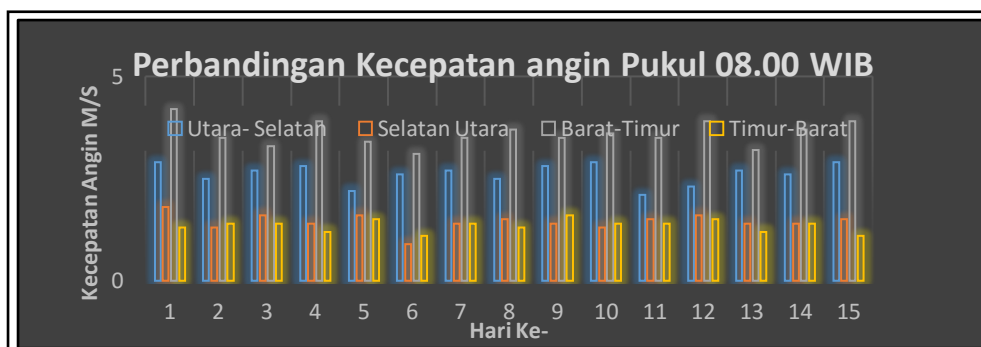 Perbandingan Kecepatan angin Pukul 08.00 WIB
5
Utara- Selatan Selatan Utara Barat-Timur Timur-Barat
Kecepatan Angin M/S
0
1 2 3 4 5 6 7 8 9 10 11 12 13 14 15
Hari Ke-